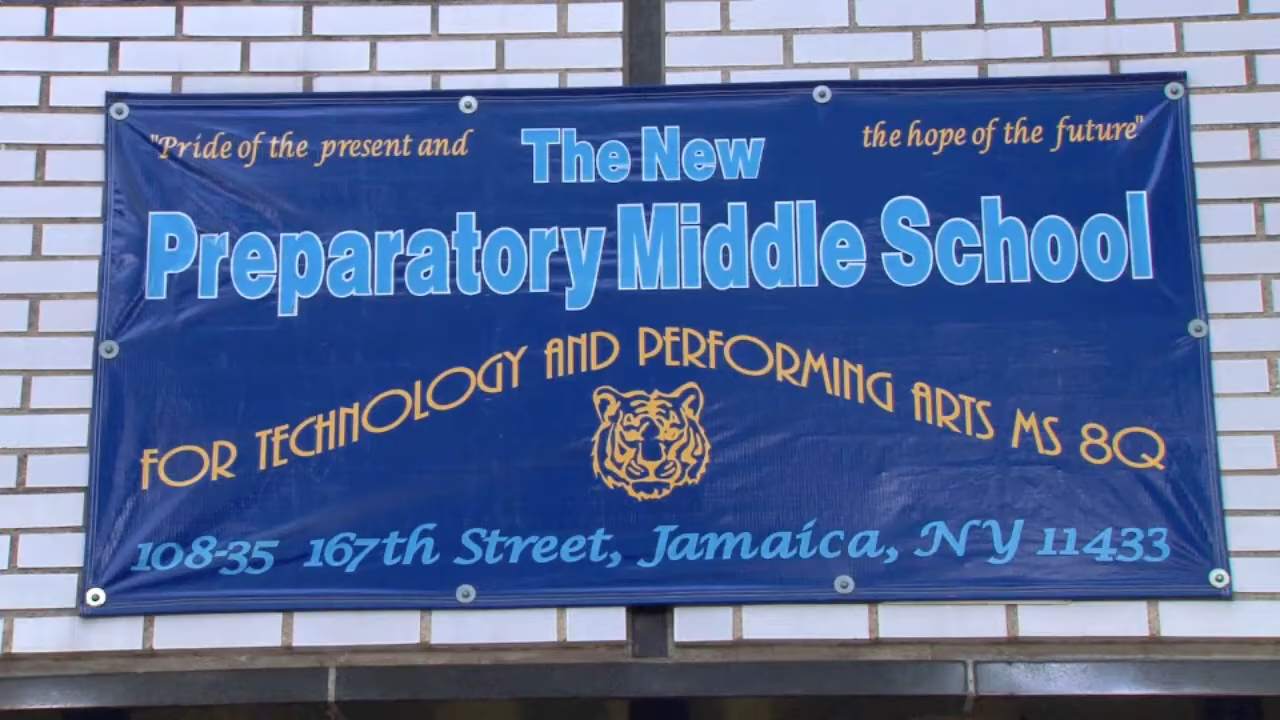 "Pride of the present and
The New
the hope of the future"
Preparatory Middle School
FOR TECHNOLOGY AND PERFORMING ARTS MS 8Q
108-35 167th Street, Jamaica, NY 11433